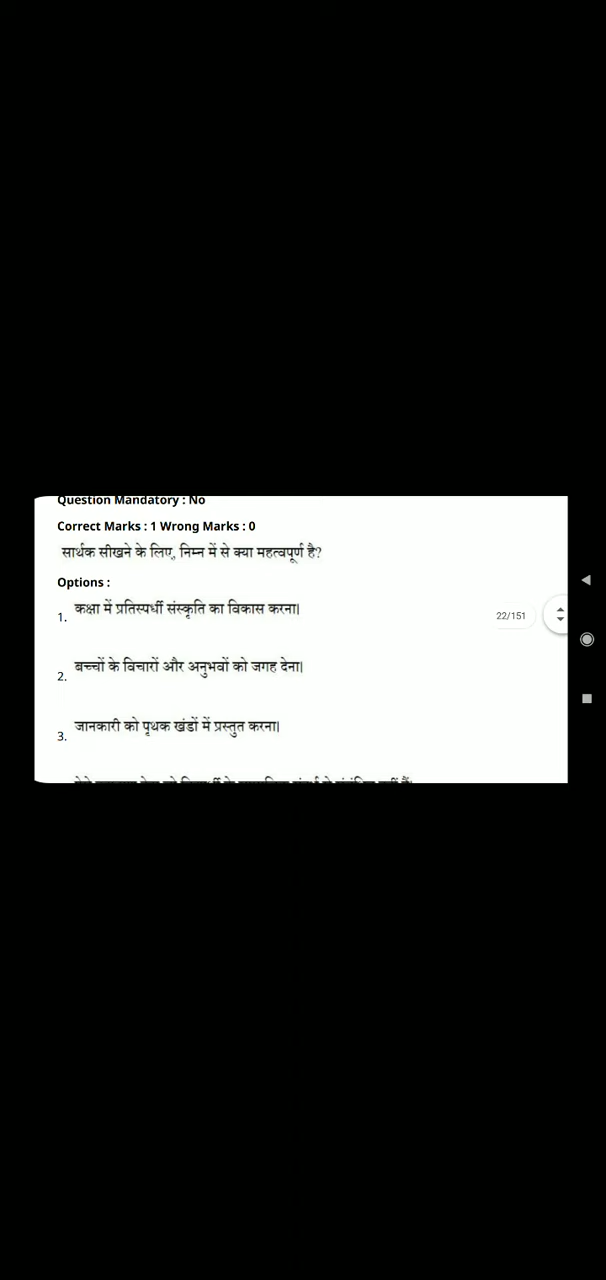 Question Mandatory : No
Correct Marks : 1 Wrong Marks : 0
सार्थक सीखने के लिए, निम्न में से क्या महत्वपूर्ण है?
Options :
1. कक्षा में प्रतिस्पर्धी संस्कृति का विकास करना।
22/151
2. बच्चों के विचारों और अनुभवों को जगह देना।
3. जानकारी को पृथक खंडों में प्रस्तुत करना।